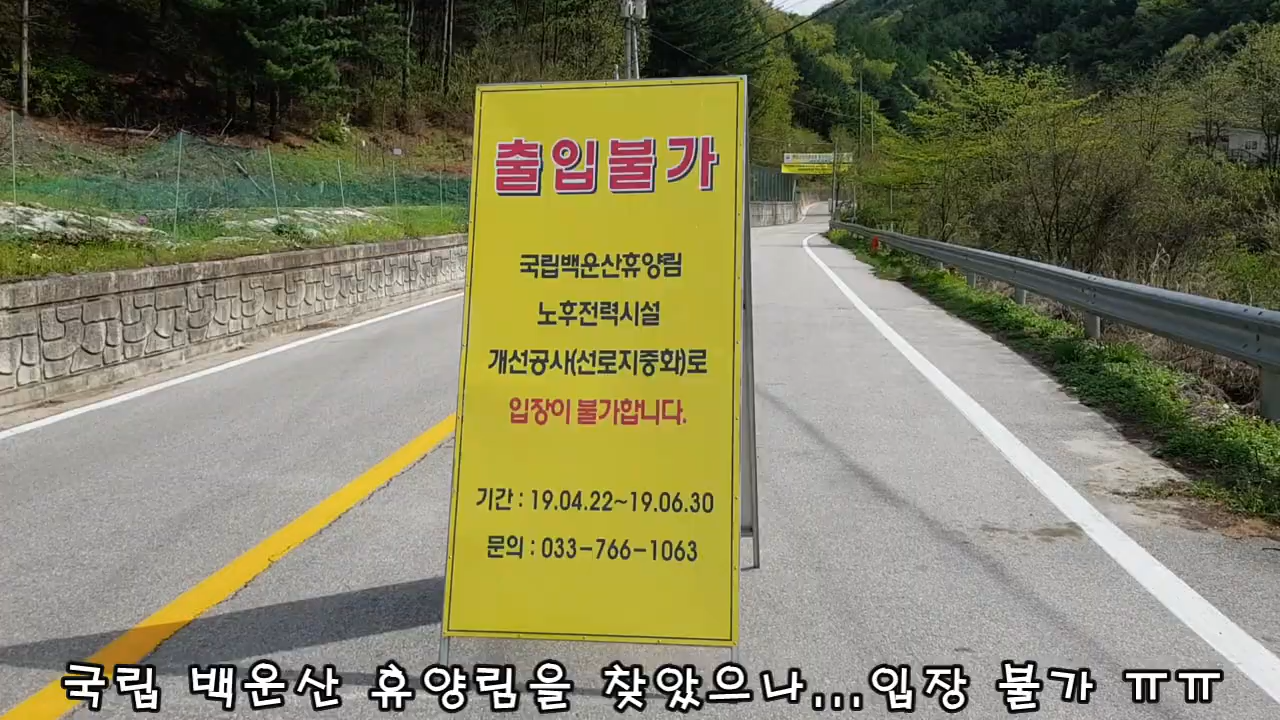 출입불가
국립백운산휴양림
노후전력시설
개선공사(선로지중화)로
입장이 불가합니다.
기간 : 19.04.22~19.06.30
문의 : 033-766-1063
국립 백운산 휴양림을 찾았으나...입장 불가 ㅠㅠ